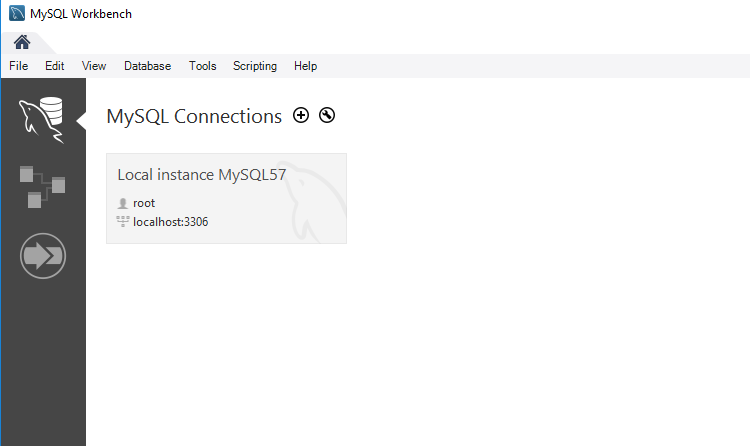 MySQL Workbench
File Edit View Database Tools Scripting Help
MySQL Connections
Local instance MySQL57
root
localhost:3306